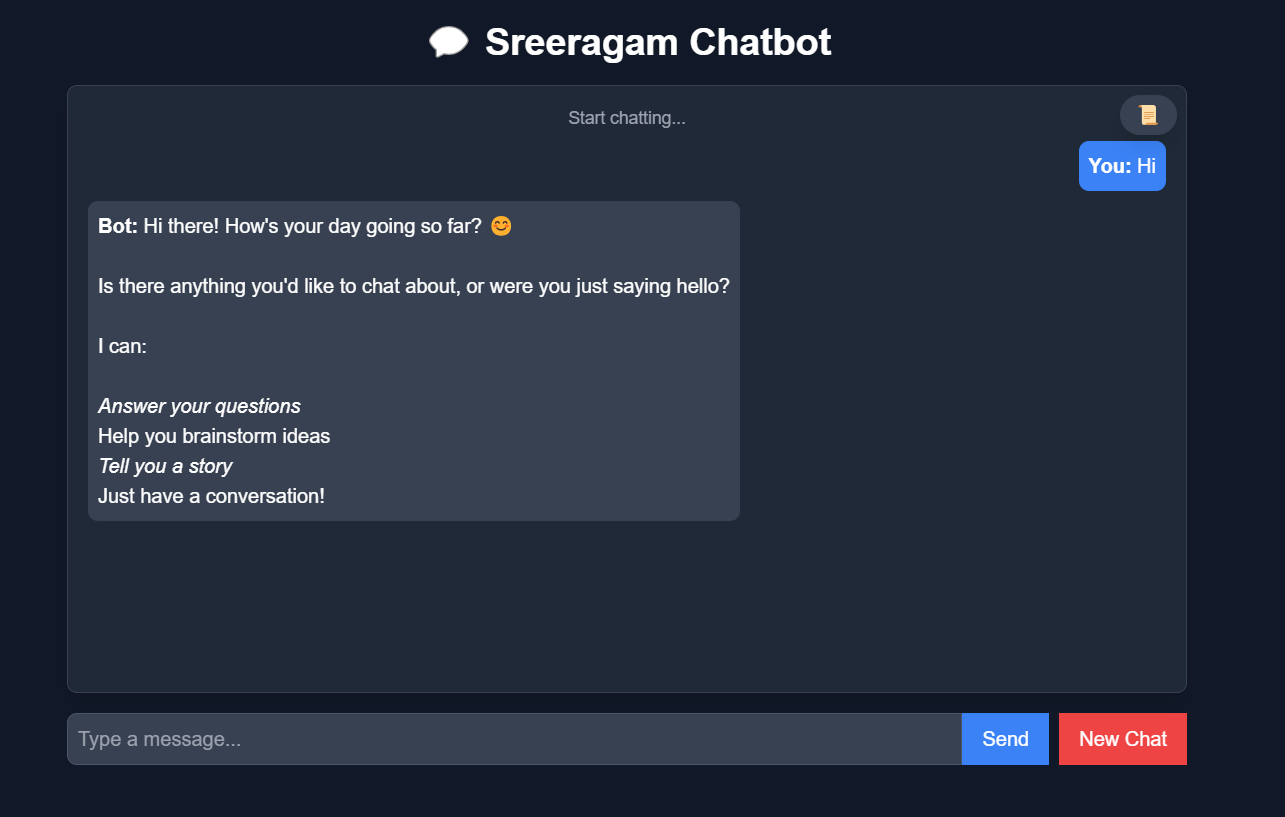 💬 Sreeragam Chatbot
Start chatting...
📜
You: Hi
Bot: Hi there! How's your day going so far? 😊
Is there anything you'd like to chat about, or were you just saying hello?
I can:
Answer your questions
Help you brainstorm ideas
Tell you a story
Just have a conversation!
Type a message...
Send
New Chat